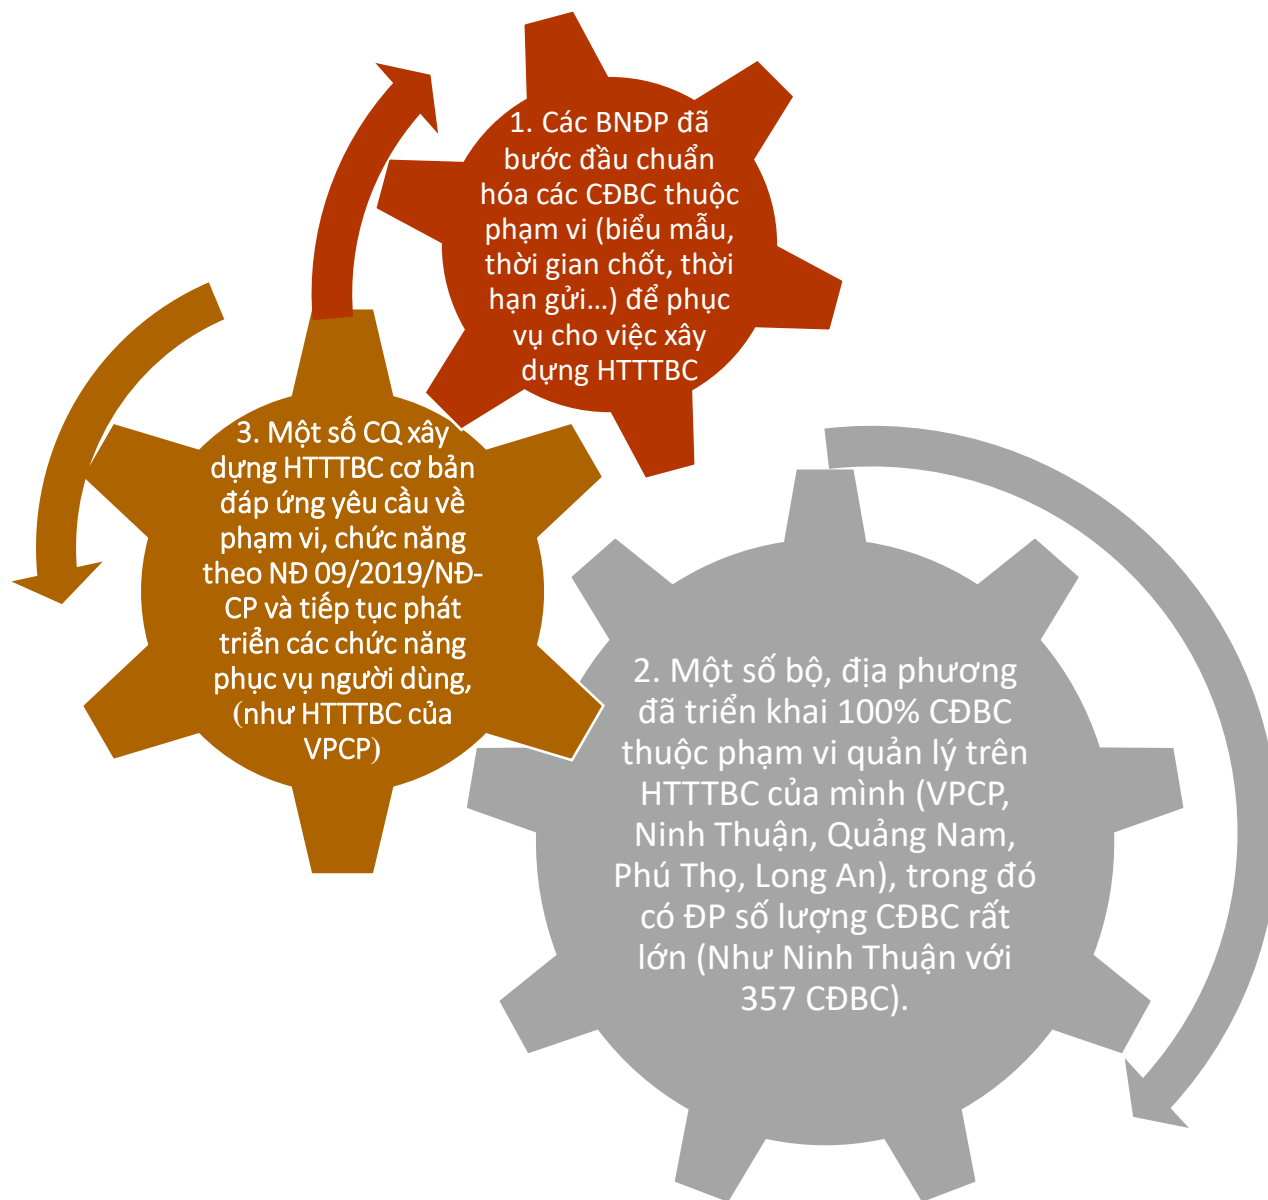 1. Các BNĐP đã
bước đầu chuẩn
hóa các CĐBC thuộc
phạm vi (biểu mẫu,
thời gian chốt, thời
hạn gửi...) để phục
vụ cho việc xây
dựng HTTTBC
2. Một số bộ, địa phương
đã triển khai 100% CĐBC
thuộc phạm vi quản lý trên
HTTTBC của mình (VPCP,
Ninh Thuận, Quảng Nam,
Phú Thọ, Long An), trong đó
có ĐP số lượng CĐBC rất
lớn (Như Ninh Thuận với
357 CĐBC).
3. Một số CQ xây
dựng HTTTBC cơ bản
đáp ứng yêu cầu về
phạm vi, chức năng
theo NĐ 09/2019/NĐ-
CP và tiếp tục phát
triển các chức năng
phục vụ người dùng,
(như HTTTBC của
VPCP)